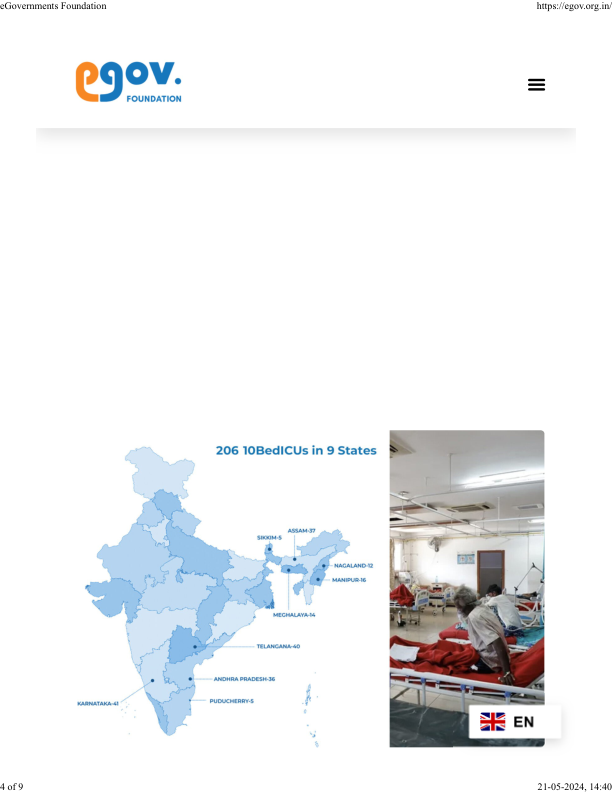 eGovernments Foundation
https://egov.org.in/
egov.
FOUNDATION
206 10BedICUs in 9 States
ASSAM-37
SIKKIM-5
NAGALAND-12
MANIPUR-16
MEGHALAYA-14
TELANGANA-40
ANDHRA PRADESH-36
KARNATAKA-41
PUDUCHERRY-5
EN
4 of 9
21-05-2024, 14:40